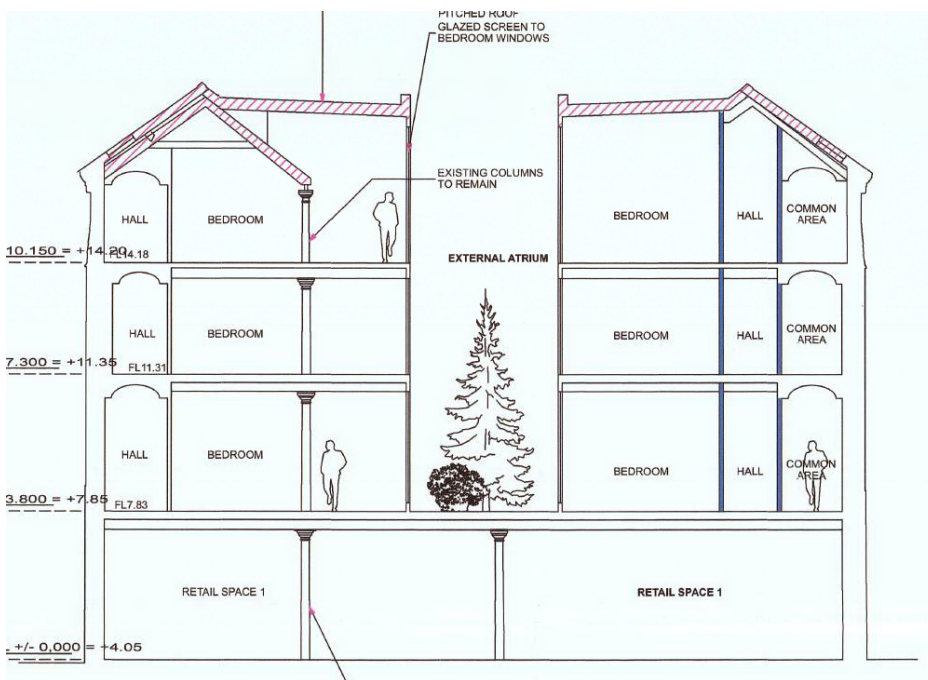 PITCHED ROOF
GLAZED SCREEN TO
BEDROOM WINDOWS
EXISTING COLUMNS
TO REMAIN
HALL
BEDROOM
BEDROOM
HALL
COMMON
AREA
10.150 = +14.20
FL14.18
EXTERNAL ATRIUM
HALL
BEDROOM
BEDROOM
HALL
COMMON
AREA
7.300 = +11.35
FL11.31
HALL
BEDROOM
BEDROOM
HALL
COMMON
AREA
3.800 = +7.85
FL7.83
RETAIL SPACE 1
RETAIL SPACE 1
+/- 0,000 = +4.05